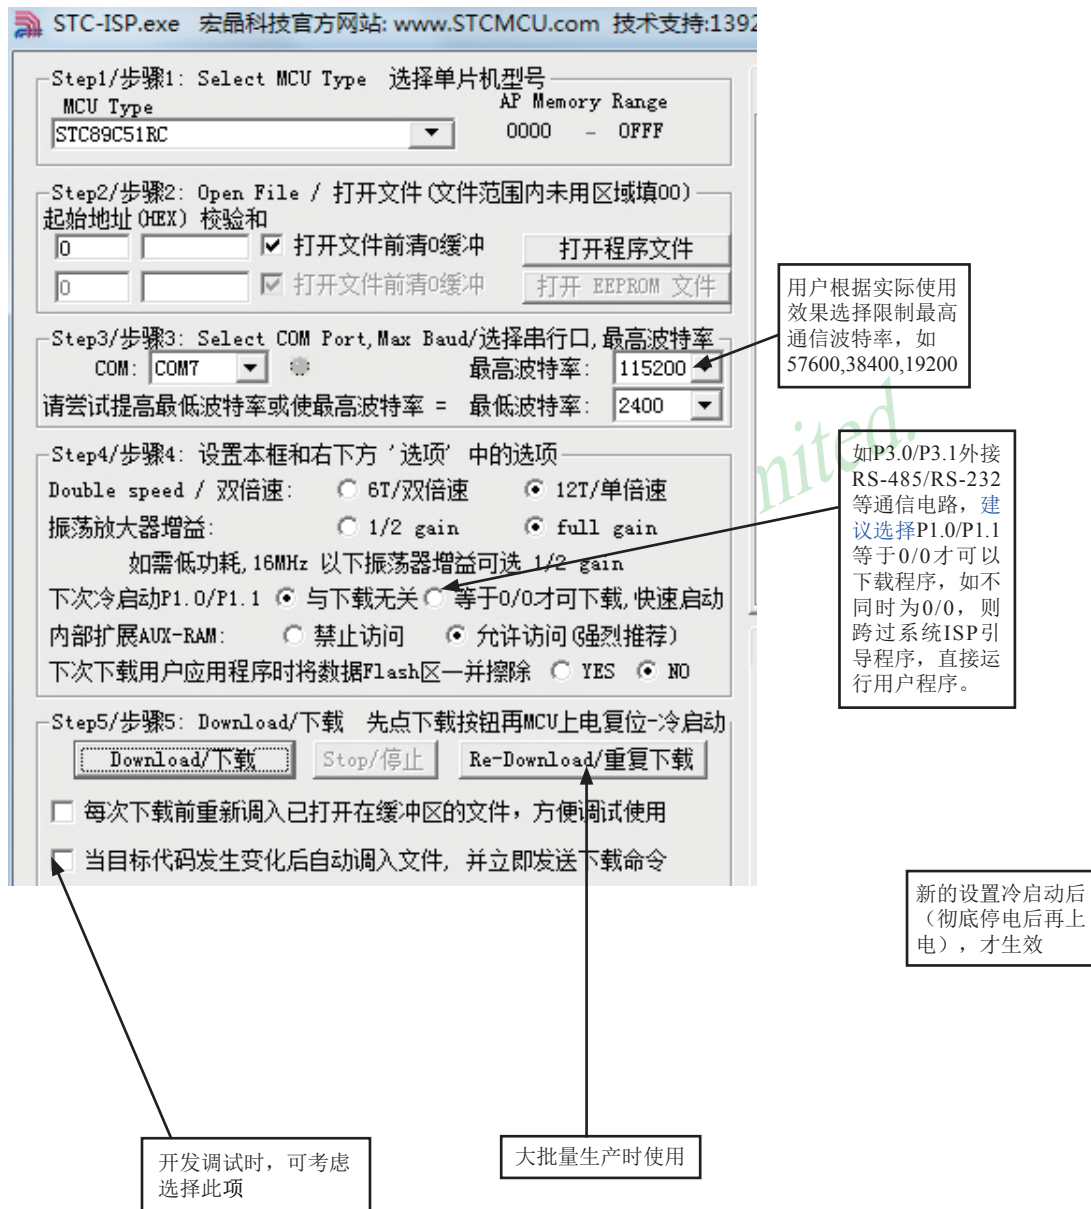 STC-ISP.exe 宏晶科技官方网站: www.STCMCU.com 技术支持:1392
Step1/步骤1: Select MCU Type 选择单片机型号
MCU Type
AP Memory Range
STC89C51RC
0000 - 0FFF
Step2/步骤2: Open File / 打开文件(文件范围内未用区域填00)
起始地址(HEX) 校验和
0
打开文件前清0缓冲
打开程序文件
0
打开文件前清0缓冲
打开 EEPROM 文件
Step3/步骤3: Select COM Port,Max Baud/选择串行口,最高波特率
COM: COM7
最高波特率: 115200
请尝试提高最低波特率或使最高波特率 = 最低波特率: 2400
Step4/步骤4: 设置本框和右下方 '选项' 中的选项
Double speed / 双倍速: 6T/双倍速 12T/单倍速
振荡放大器增益: 1/2 gain full gain
如需低功耗,16MHz 以下振荡器增益可选 1/2 gain
下次冷启动P1.0/P1.1 与下载无关 等于0/0才可下载,快速启动
内部扩展AUX-RAM: 禁止访问 允许访问(强烈推荐)
下次下载用户应用程序时将数据Flash区一并擦除 YES NO
Step5/步骤5: Download/下载 先点下载按钮再MCU上电复位-冷启动
Download/下载
Stop/停止
Re-Download/重复下载
每次下载前重新调入已打开在缓冲区的文件，方便调试使用
当目标代码发生变化后自动调入文件, 并立即发送下载命令
用户根据实际使用
效果选择限制最高
通信波特率，如
57600,38400,19200
mited.
如P3.0/P3.1外接
RS-485/RS-232
等通信电路，建
议选择P1.0/P1.1
等于0/0才可以
下载程序，如不
同时为0/0，则
跨过系统ISP引
导程序，直接运
行用户程序。
新的设置冷启动后
（彻底停电后再上
电），才生效
开发调试时，可考虑
选择此项
大批量生产时使用